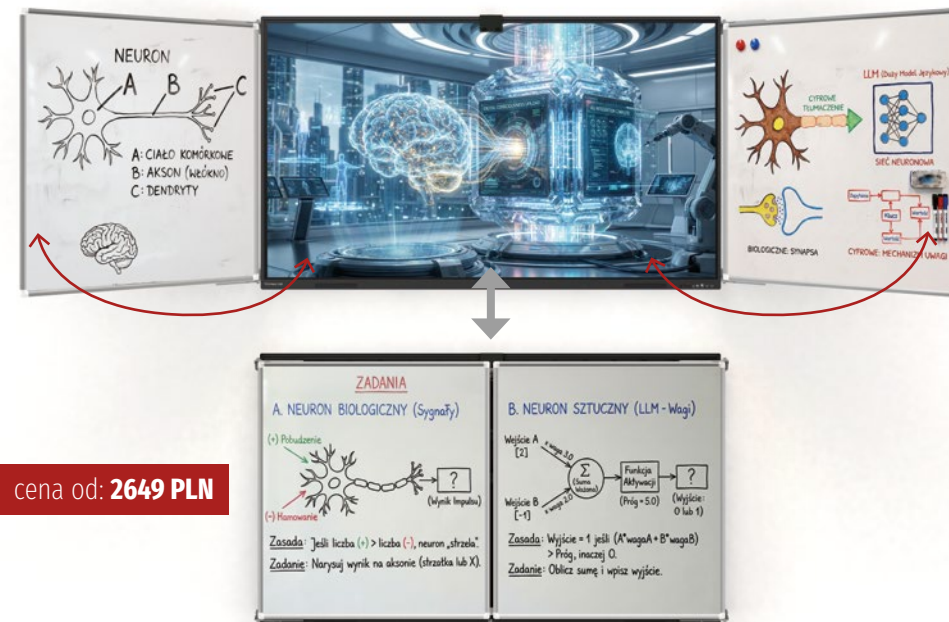 NEURON
A
B
C
A: CIAŁO KOMÓRKOWE
B: AKSON (WŁÓKNO)
C: DENDRYTY
LLM (Duży Model Językowy)
CYFROWE
TŁUMACZENIE
SIEĆ NEURONOWA
BIOLOGICZNE: SYNAPSA
Klucz
Wartość
Wartość
CYFROWE: MECHANIZM UWAGI
ZADANIA
A. NEURON BIOLOGICZNY (Sygnały)
(+) Pobudzenie
(-) Hamowanie
?
(Wynik Impulsu)
Zasada: Jeśli liczba (+) > liczba (-), neuron „strzela”.
Zadanie: Narysuj wynik na aksonie (strzałka lub X).
B. NEURON SZTUCZNY (LLM - Wagi)
Wejście A
[2]
x waga 3.0
Wejście B
[-1]
x waga 2.0
Σ
(Suma
Ważona)
Funkcja
Aktywacji
(Próg = 5.0)
?
(Wyjście:
0 lub 1)
Zasada: Wyjście = 1 jeśli (A*wagaA + B*wagaB)
> Próg, inaczej 0.
Zadanie: Oblicz sumę i wpisz wyjście.
cena od: 2649 PLN